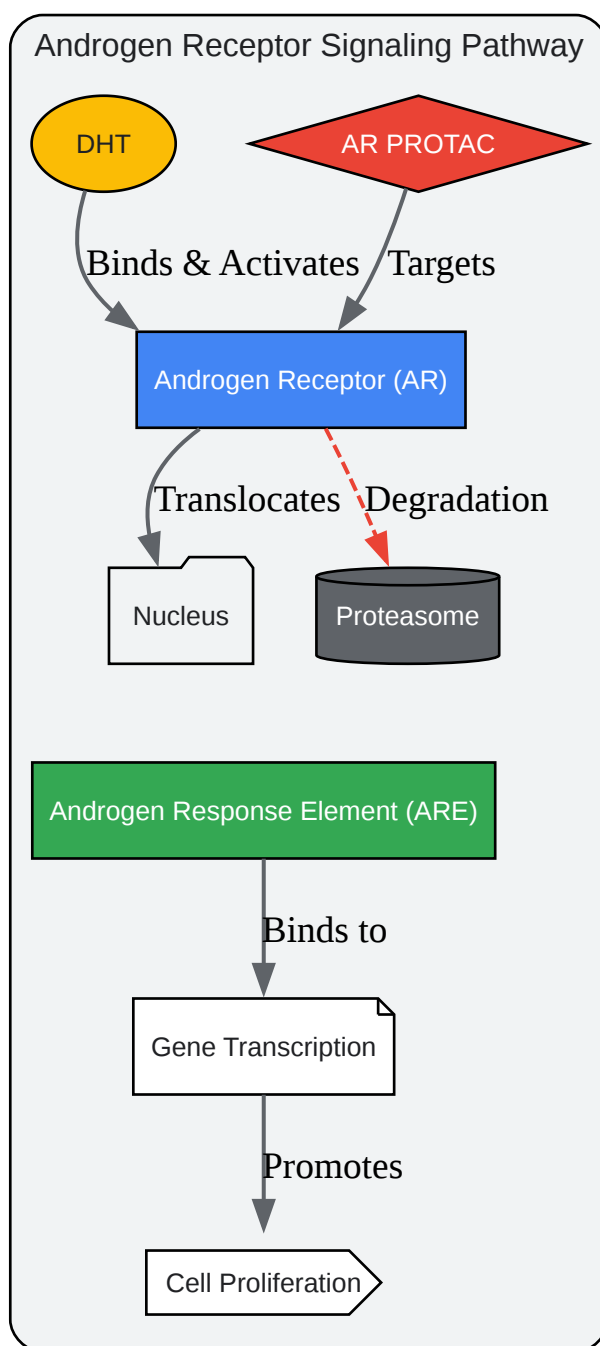 Androgen Receptor Signaling Pathway
DHT
AR PROTAC
Binds & Activates
Targets
Androgen Receptor (AR)
Translocates
Degradation
Nucleus
Proteasome
Androgen Response Element (ARE)
Binds to
Gene Transcription
Promotes
Cell Proliferation